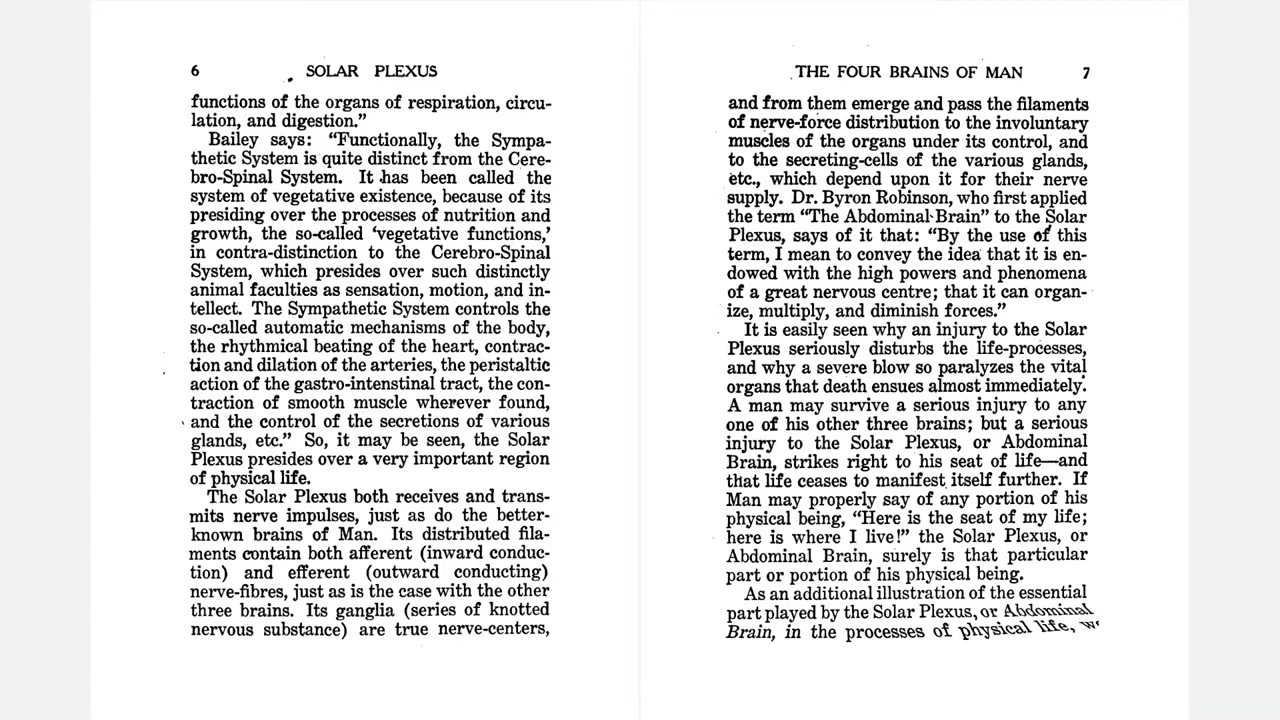 6 SOLAR PLEXUS
functions of the organs of respiration, circu-
lation, and digestion.”
Bailey says: “Functionally, the Sympa-
thetic System is quite distinct from the Cere-
bro-Spinal System. It has been called the
system of vegetative existence, because of its
presiding over the processes of nutrition and
growth, the so-called ‘vegetative functions,’
in contra-distinction to the Cerebro-Spinal
System, which presides over such distinctly
animal faculties as sensation, motion, and in-
tellect. The Sympathetic System controls the
so-called automatic mechanisms of the body,
the rhythmical beating of the heart, contrac-
tion and dilation of the arteries, the peristaltic
action of the gastro-intenstinal tract, the con-
traction of smooth muscle wherever found,
and the control of the secretions of various
glands, etc.” So, it may be seen, the Solar
Plexus presides over a very important region
of physical life.
The Solar Plexus both receives and trans-
mits nerve impulses, just as do the better-
known brains of Man. Its distributed fila-
ments contain both afferent (inward conduc-
tion) and efferent (outward conducting)
nerve-fibres, just as is the case with the other
three brains. Its ganglia (series of knotted
nervous substance) are true nerve-centers,
THE FOUR BRAINS OF MAN 7
and from them emerge and pass the filaments
of nerve-force distribution to the involuntary
muscles of the organs under its control, and
to the secreting-cells of the various glands,
etc., which depend upon it for their nerve
supply. Dr. Byron Robinson, who first applied
the term “The Abdominal Brain” to the Solar
Plexus, says of it that: “By the use of this
term, I mean to convey the idea that it is en-
dowed with the high powers and phenomena
of a great nervous centre; that it can organ-
ize, multiply, and diminish forces.”
It is easily seen why an injury to the Solar
Plexus seriously disturbs the life-processes,
and why a severe blow so paralyzes the vital
organs that death ensues almost immediately.
A man may survive a serious injury to any
one of his other three brains; but a serious
injury to the Solar Plexus, or Abdominal
Brain, strikes right to his seat of life—and
that life ceases to manifest itself further. If
Man may properly say of any portion of his
physical being, “Here is the seat of my life;
here is where I live!” the Solar Plexus, or
Abdominal Brain, surely is that particular
part or portion of his physical being.
As an additional illustration of the essential
part played by the Solar Plexus, or Abdominal
Brain, in the processes of physical life, we